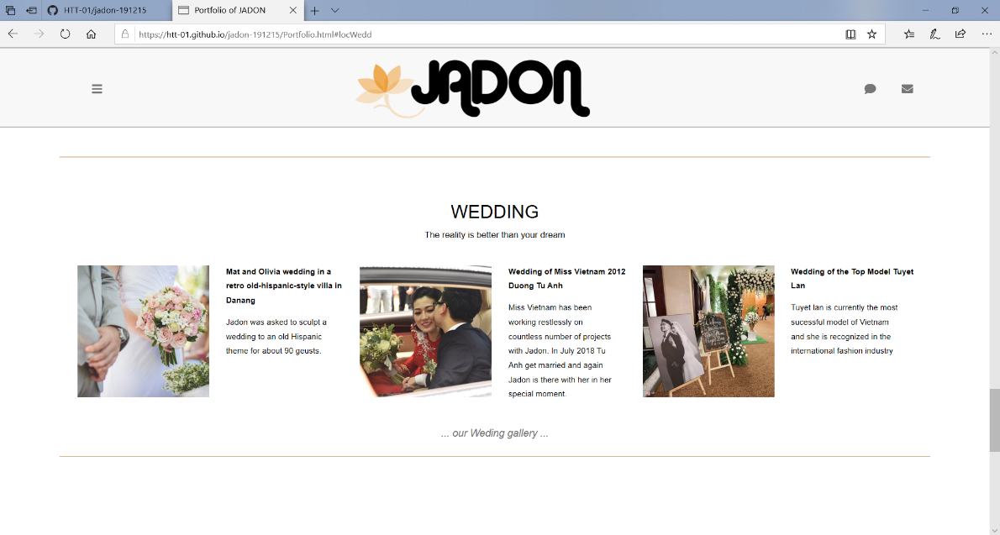 HTT-01/jadon-191215
Portfolio of JADON
https://htt-01.github.io/jadon-191215/Portfolio.html#locWedd
JADON
WEDDING
The reality is better than your dream
Mat and Olivia wedding in a
retro old-hispanic-style villa in
Danang
Jadon was asked to sculpt a
wedding to an old Hispanic
theme for about 90 geusts.
Wedding of Miss Vietnam 2012
Duong Tu Anh
Miss Vietnam has been
working restlessly on
countless number of projects
with Jadon. In July 2018 Tu
Anh get married and again
Jadon is there with her in her
special moment.
Wedding of the Top Model Tuyet
Lan
Tuyet lan is currently the most
sucessful model of Vietnam
and she is recognized in the
international fashion industry
... our Weding gallery ...